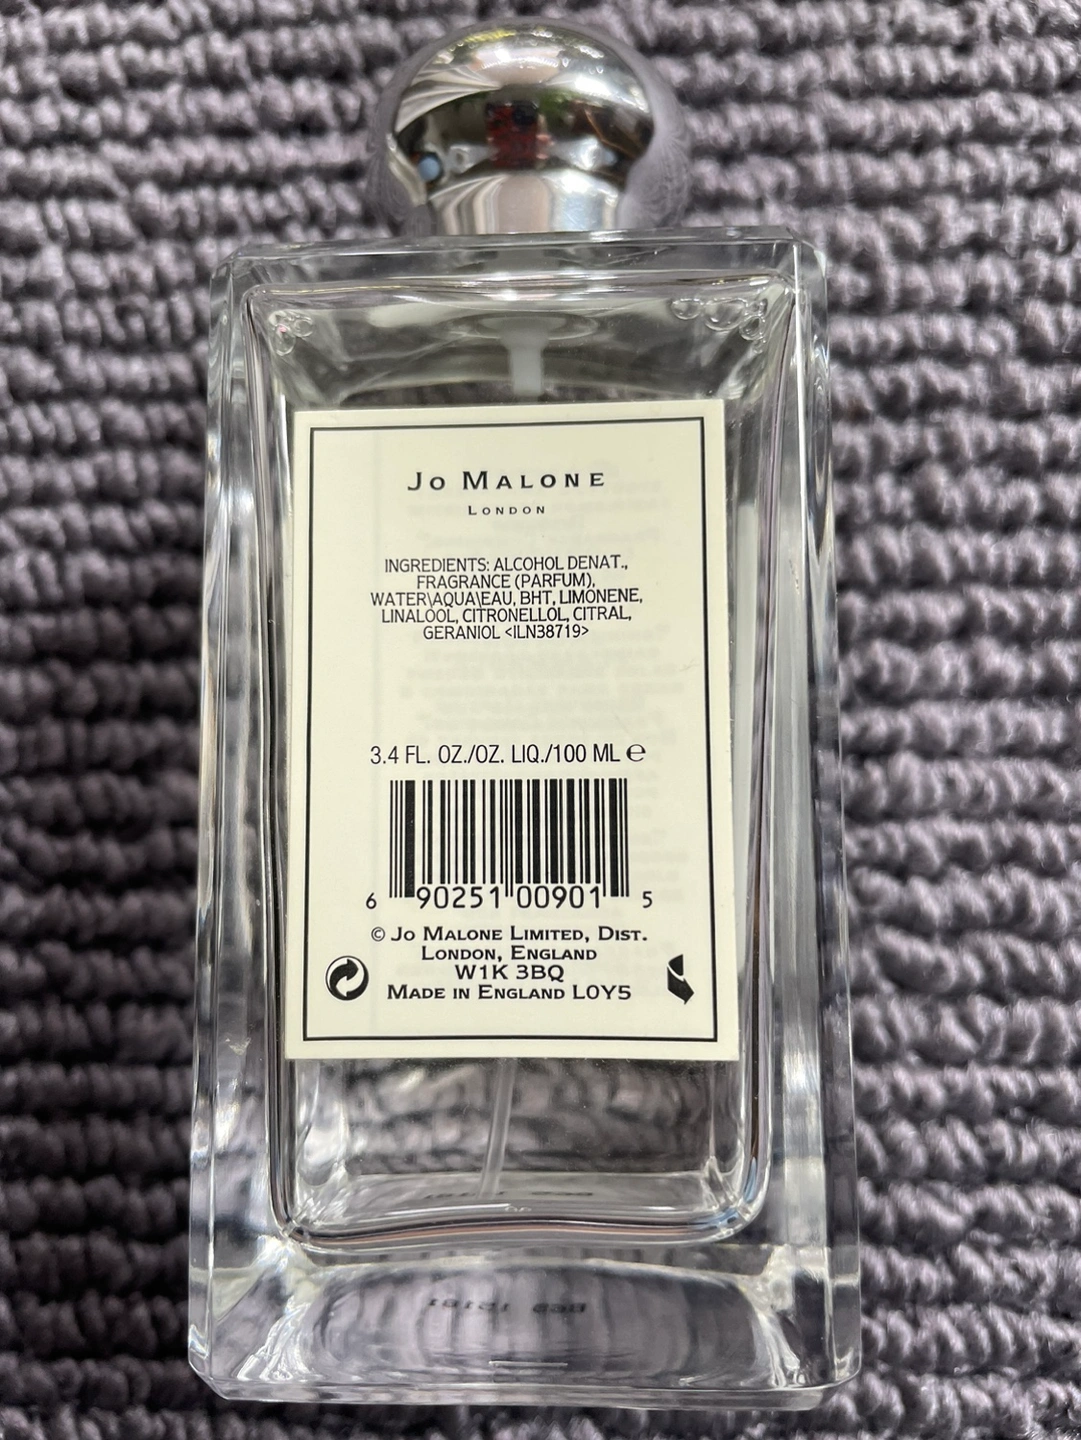 Jo Malone
London
INGREDIENTS: ALCOHOL DENAT.,
FRAGRANCE (PARFUM),
WATER\AQUA\EAU, BHT, LIMONENE,
LINALOOL, CITRONELLOL, CITRAL,
GERANIOL <ILN38719>
3.4 FL. OZ./OZ. LIQ./100 ML ℮
6 90251 00901 5
© Jo Malone Limited, Dist.
London, England
W1K 3BQ
Made in England L0Y5